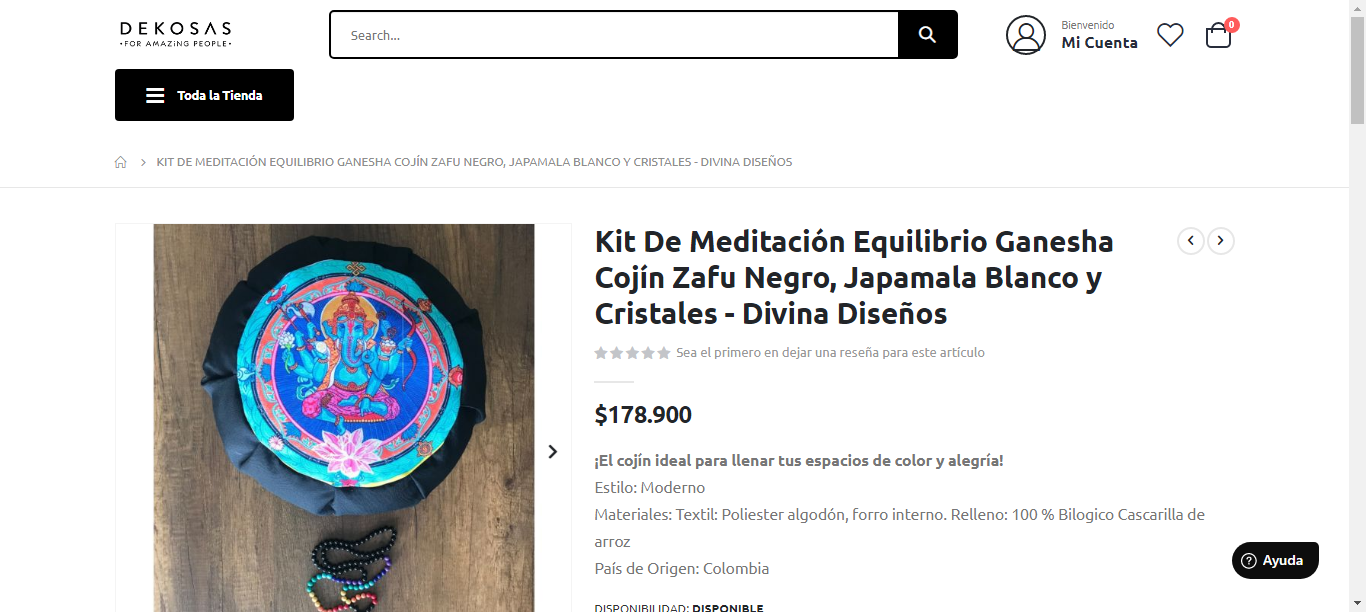 DEKOSAS
•FOR AMAZING PEOPLE•
Search...
Bienvenido
Mi Cuenta
0
Toda la Tienda
KIT DE MEDITACIÓN EQUILIBRIO GANESHA COJÍN ZAFU NEGRO, JAPAMALA BLANCO Y CRISTALES - DIVINA DISEÑOS
Kit De Meditación Equilibrio Ganesha
Cojín Zafu Negro, Japamala Blanco y
Cristales - Divina Diseños
Sea el primero en dejar una reseña para este artículo
$178.900
¡El cojín ideal para llenar tus espacios de color y alegría!
Estilo: Moderno
Materiales: Textil: Poliester algodón, forro interno. Relleno: 100 % Bilogico Cascarilla de
arroz
País de Origen: Colombia
Ayuda
DISPONIBILIDAD: DISPONIBLE